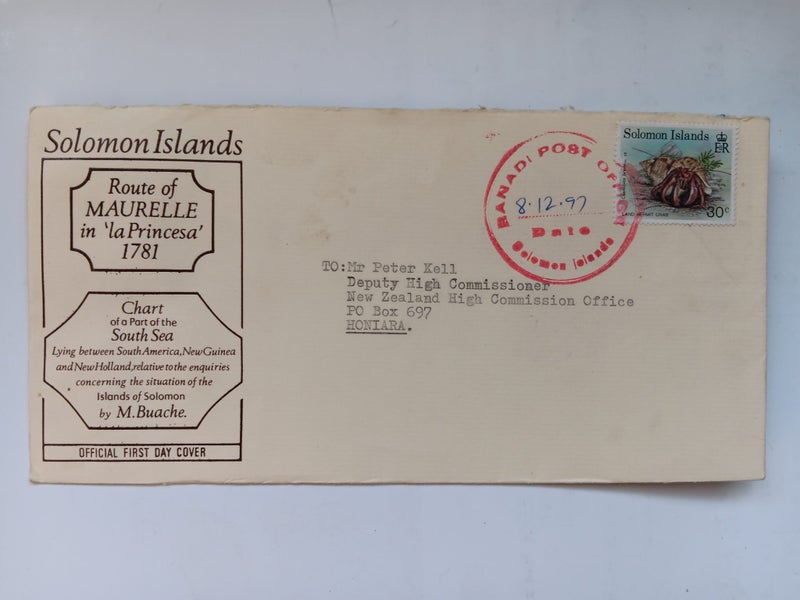 Solomon Islands
Route of
MAURELLE
in 'la Princesa'
1781
Chart
of a Part of the
South Sea
Lying between South America, New Guinea
and New Holland, relative to the enquiries
concerning the situation of the
Islands of Solomon
by M. Buache.
OFFICIAL FIRST DAY COVER
TO:Mr Peter Kell
Deputy High Commissioner
New Zealand High Commission Office
PO Box 697
HONIARA.
BANADI POST
8.12.97
Date
Solomon Islands
Solomon Islands
ER
LAND HERMIT CRAB
30c